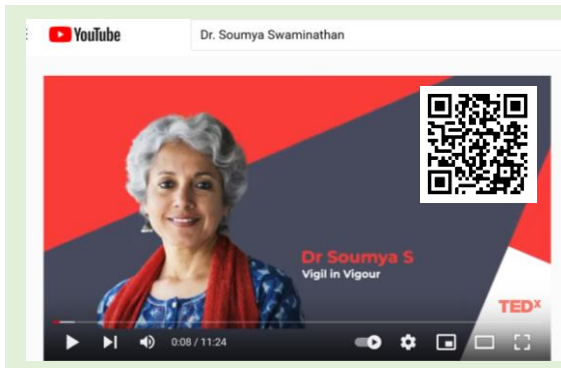 YouTube
Dr. Soumya Swaminathan
Dr Soumya S
Vigil in Vigour
TEDx
0:08 / 11:24